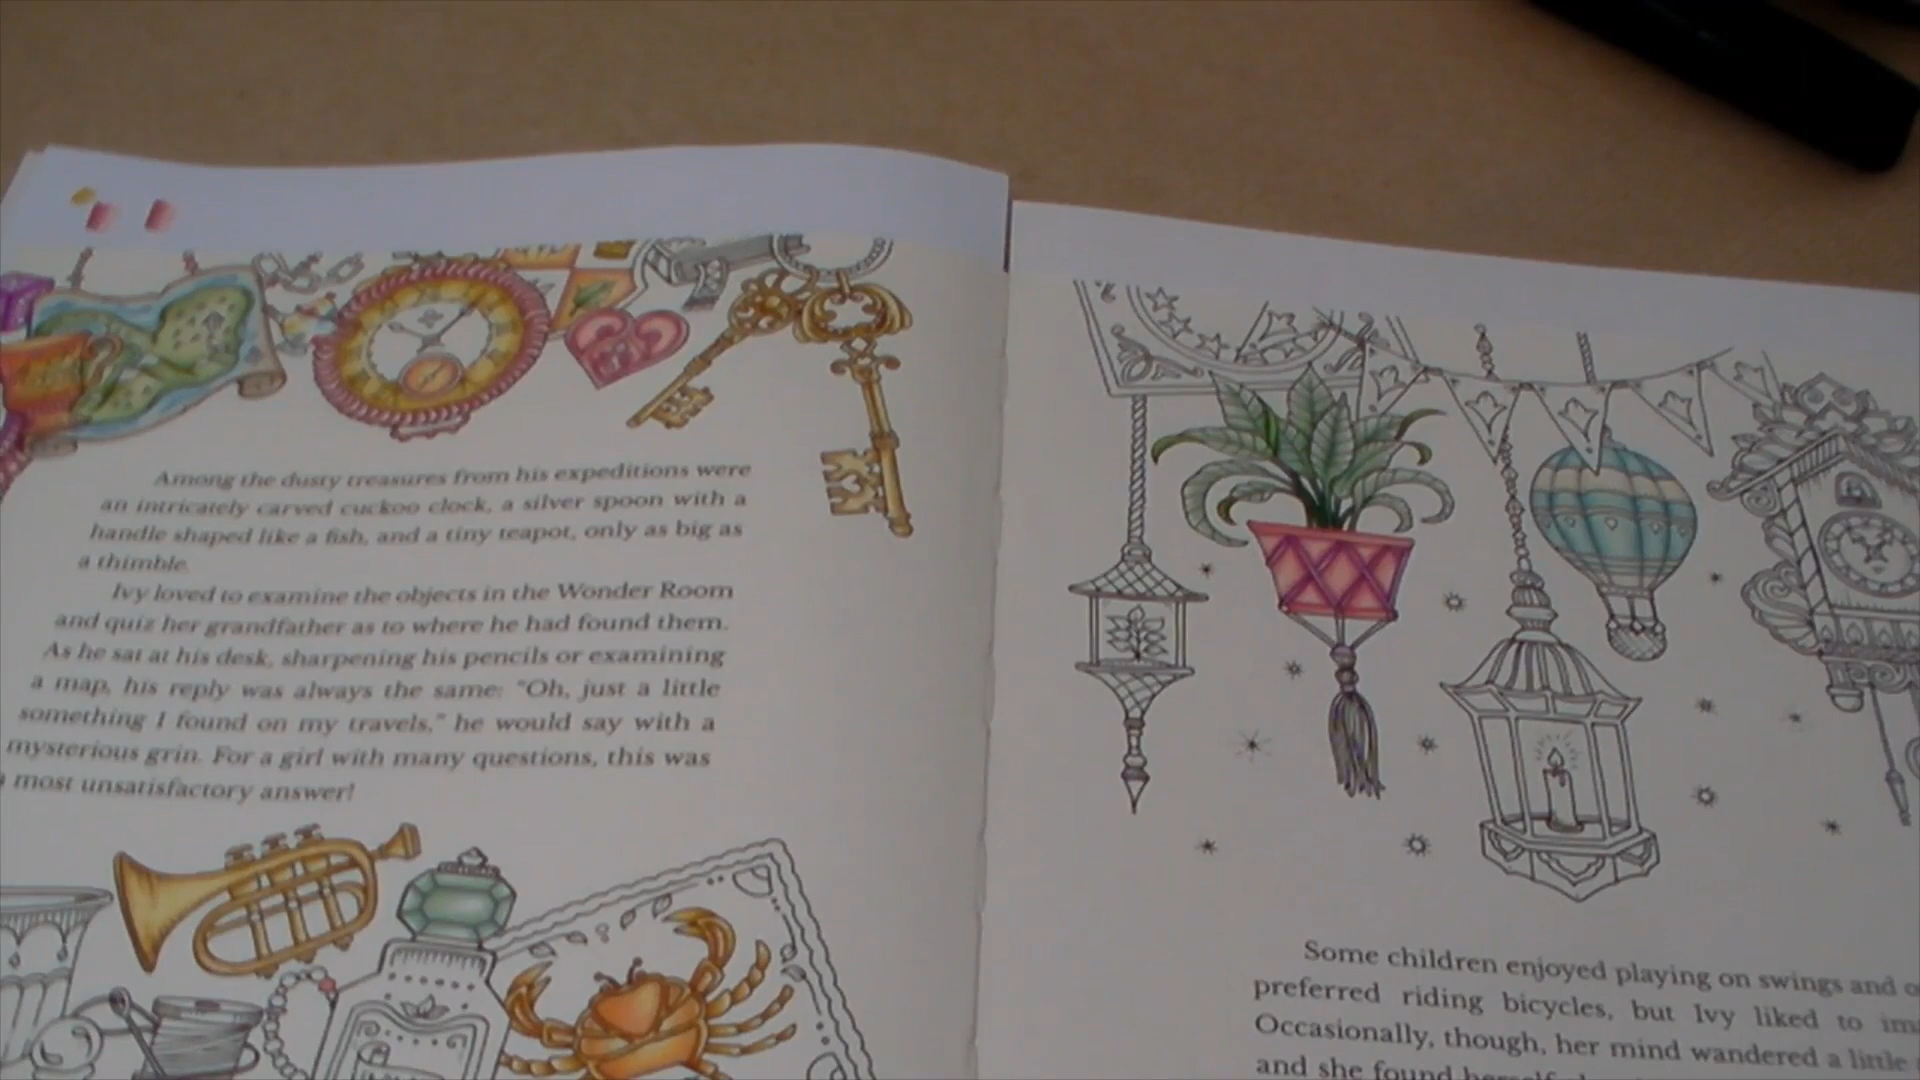 Among the dusty treasures from his expeditions were
an intricately carved cuckoo clock, a silver spoon with a
handle shaped like a fish, and a tiny teapot, only as big as
a thimble.
Ivy loved to examine the objects in the Wonder Room
and quiz her grandfather as to where he had found them.
As he sat at his desk, sharpening his pencils or examining
a map, his reply was always the same: "Oh, just a little
something I found on my travels," he would say with a
mysterious grin. For a girl with many questions, this was
most unsatisfactory answer!
Some children enjoyed playing on swings and
preferred riding bicycles, but Ivy liked to
Occasionally, though, her mind wandered a little
and she found herself